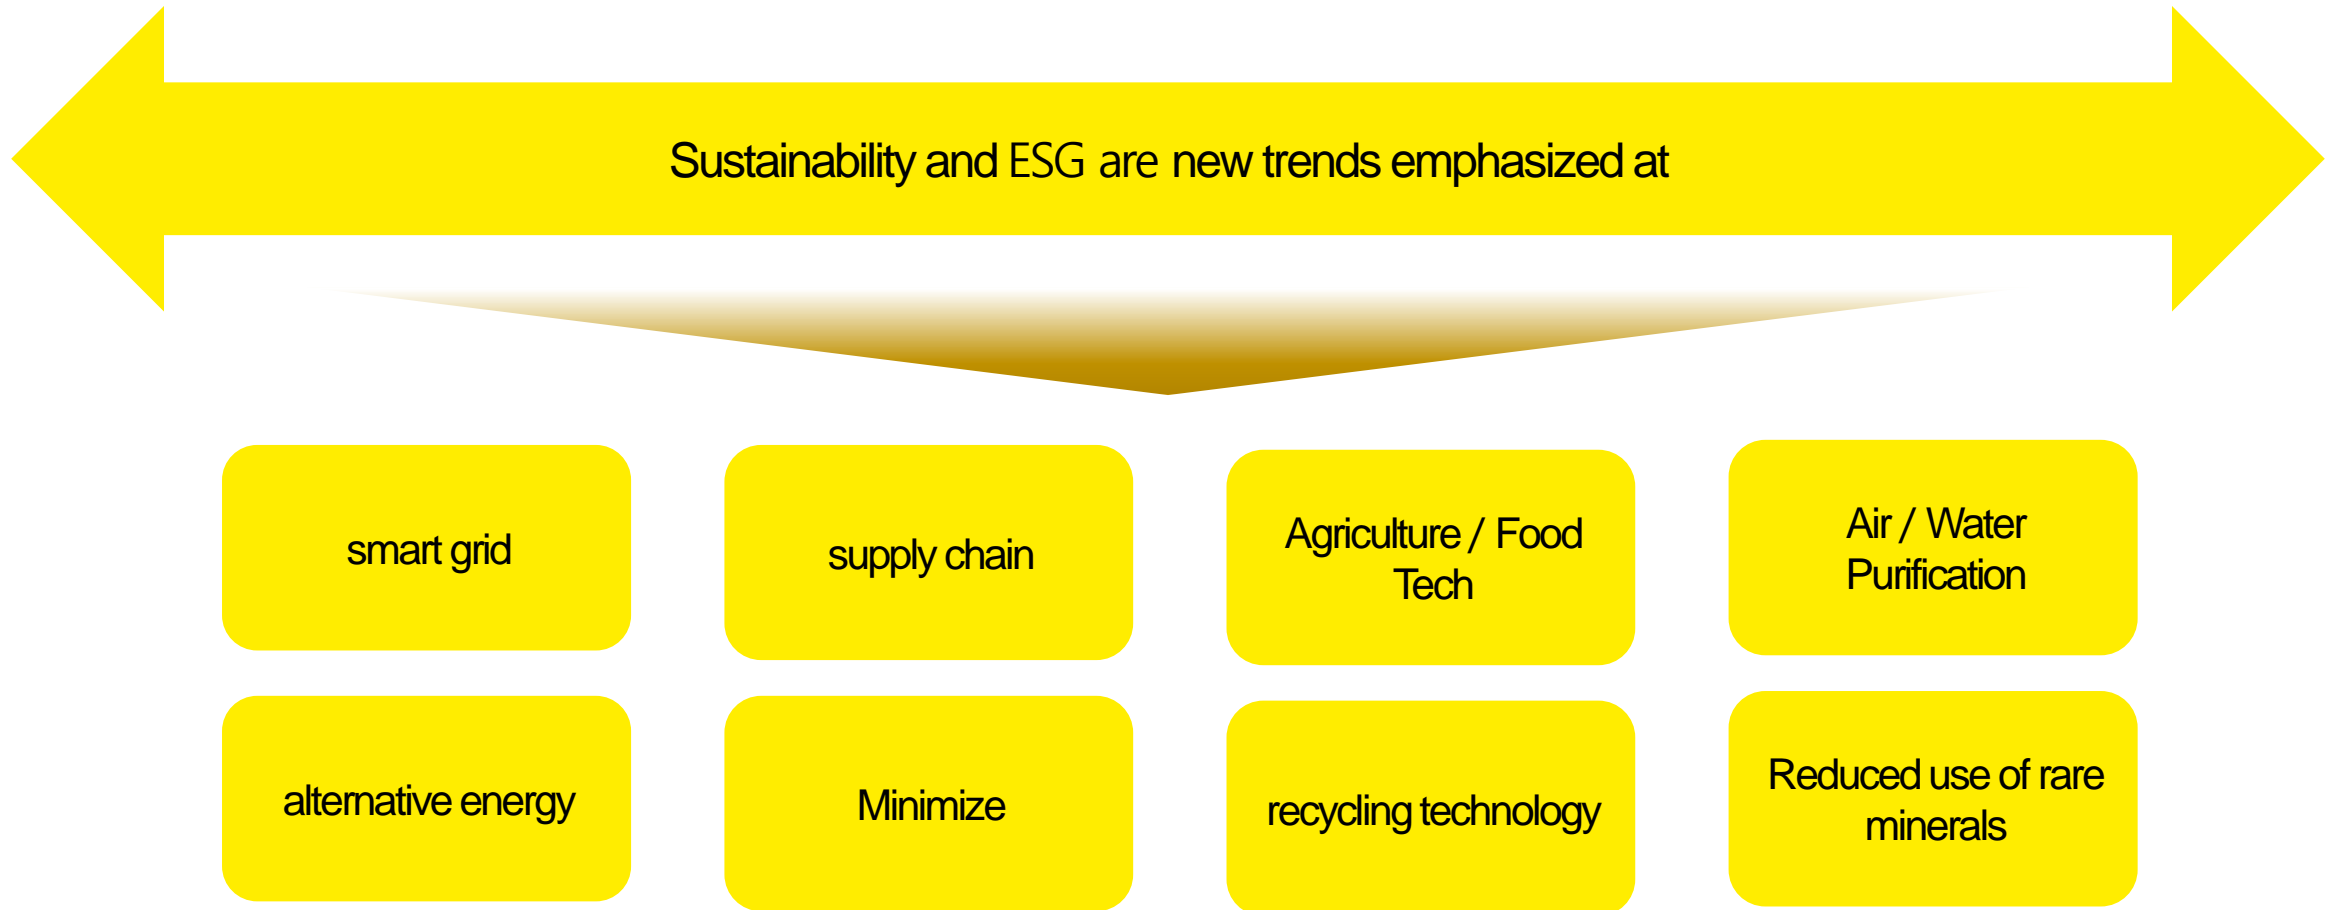 Sustainability and ESG are new trends emphasized at
smart grid
supply chain
Agriculture / Food
Tech
Air / Water
Purification
alternative energy
Minimize
recycling technology
Reduced use of rare
minerals